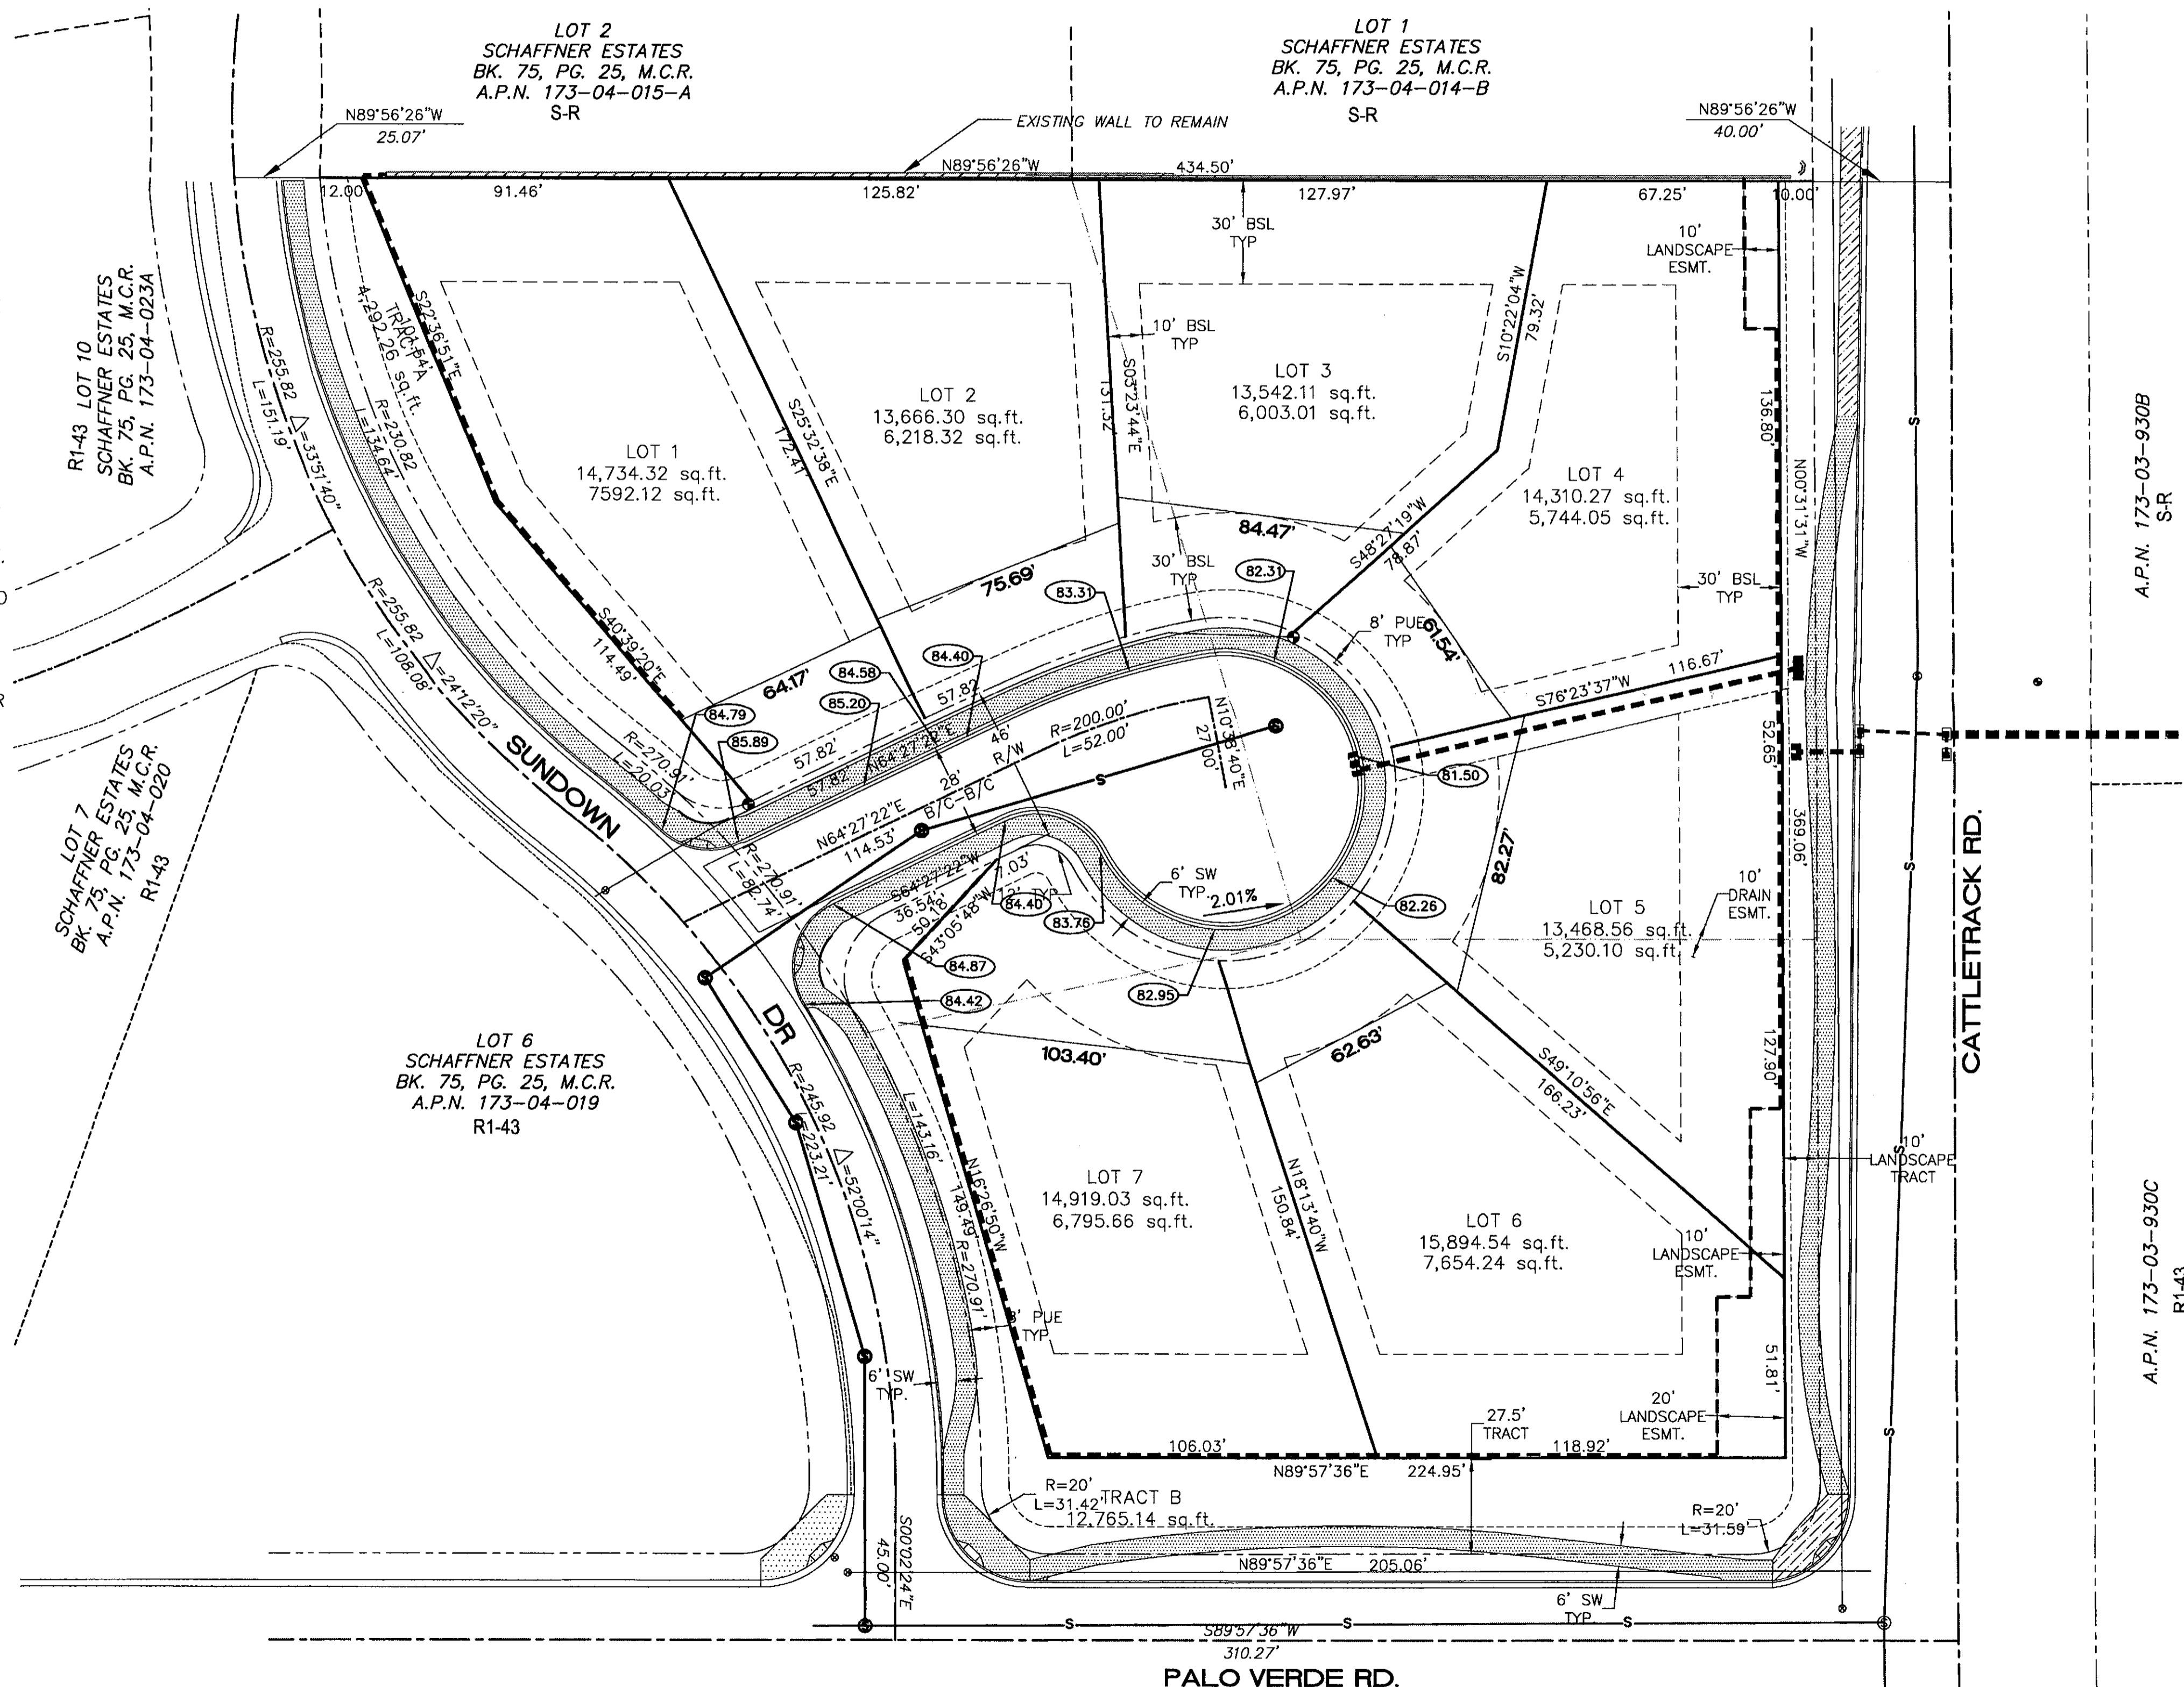 LOT 2
SCHAFFNER ESTATES
BK. 75, PG. 25, M.C.R.
A.P.N. 173-04-015-A
S-R
LOT 1
SCHAFFNER ESTATES
BK. 75, PG. 25, M.C.R.
A.P.N. 173-04-014-B
S-R
N89°56'26"W
25.07'
EXISTING WALL TO REMAIN
N89°56'26"W
40.00'
N89°56'26"W 434.50'
12.00
91.46'
125.82'
127.97'
67.25'
10.00'
30' BSL
TYP
10'
LANDSCAPE
ESMT.
R1-43 LOT 10
SCHAFFNER ESTATES
BK. 75, PG. 25, M.C.R.
A.P.N. 173-04-023A
R=255.82 △=33°51'40"
L=151.19'
TRACT A
4,292.26 sq.ft.
S22°36'51"E
101.54'
R=230.82
L=134.64'
LOT 1
14,734.32 sq.ft.
7592.12 sq.ft.
S25°32'38"E
172.41'
LOT 2
13,666.30 sq.ft.
6,218.32 sq.ft.
10' BSL
TYP
S03°23'44"E
131.32'
LOT 3
13,542.11 sq.ft.
6,003.01 sq.ft.
S10°22'04"W
79.32'
LOT 4
14,310.27 sq.ft.
5,744.05 sq.ft.
136.80'
N00°31'31"W
S48°27'19"W
78.87'
84.47'
30' BSL
TYP
75.69'
83.31
82.31
8' PUE
TYP
61.54'
30' BSL
TYP
S76°23'37"W
116.67'
A.P.N. 173-03-930B
S-R
R=255.82 △=24°12'20"
L=108.08'
S40°39'20"E
114.49'
64.17'
84.58
84.40
85.20
84.79
85.89
57.82'
57.82
57.82'
N64°27'22"E
46'
R/W
R=200.00'
L=52.00'
N10°38'40"E
27.00'
28'
B/C-B/C
N64°27'22"E
114.53'
R=270.91'
L=20.03'
R=270.91'
L=82.74'
81.50
52.65'
369.06'
SUNDOWN
DR
LOT 7
SCHAFFNER ESTATES
BK. 75, PG. 25, M.C.R.
A.P.N. 173-04-020
R1-43
S64°27'22"W
36.54'
7.03'
12' TYP
50.18'
S43°05'48"W
84.40
83.76
6' SW
TYP.
2.01%
82.26
82.27'
LOT 5
13,468.56 sq.ft.
5,230.10 sq.ft.
10'
DRAIN
ESMT.
CATTLETRACK RD.
84.87
84.42
82.95
103.40'
62.63'
127.90'
S49°10'56"E
166.23'
LOT 6
SCHAFFNER ESTATES
BK. 75, PG. 25, M.C.R.
A.P.N. 173-04-019
R1-43
R=245.92 △=52°00'14"
L=223.21'
L=143.16'
R=270.91'
N16°26'50"W
149.49'
LOT 7
14,919.03 sq.ft.
6,795.66 sq.ft.
N18°13'40"W
150.84'
LOT 6
15,894.54 sq.ft.
7,654.24 sq.ft.
10'
LANDSCAPE
TRACT
10'
LANDSCAPE
ESMT.
A.P.N. 173-03-930C
R1-43
8' PUE
TYP
6' SW
TYP.
51.81'
20'
LANDSCAPE
ESMT.
27.5'
TRACT
106.03'
118.92'
N89°57'36"E 224.95'
R=20'
L=31.42'
TRACT B
12,765.14 sq.ft.
R=20'
L=31.59'
N89°57'36"E 205.06'
6' SW
TYP.
S00°02'24"E
45.00'
S
S
S
S
S
S
S
S
S
S89°57'36"W
310.27'
PALO VERDE RD.